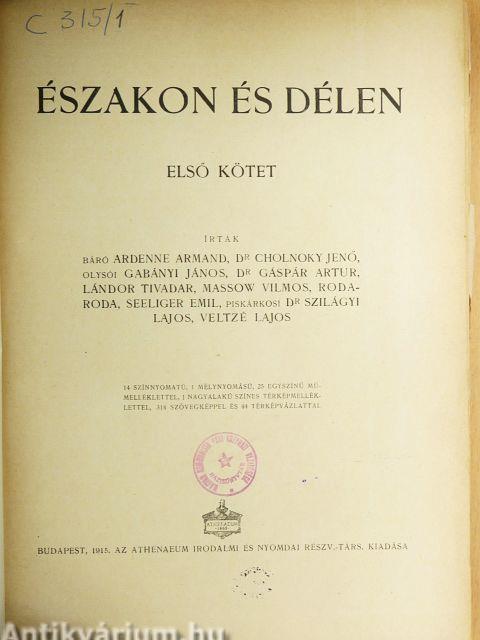 C 315/1
ÉSZAKON ÉS DÉLEN
ELSŐ KÖTET
ÍRTÁK
BÁRÓ ARDENNE ARMAND, DR CHOLNOKY JENŐ,
OLYSÓI GABÁNYI JÁNOS, DR GÁSPÁR ARTUR,
LÁNDOR TIVADAR, MASSOW VILMOS, RODA-
RODA, SEELIGER EMIL, PISKÁRKOSI DR SZILÁGYI
LAJOS, VELTZÉ LAJOS
14 SZÍNNYOMATÚ, 1 MÉLYNYOMÁSÚ, 25 EGYSZÍNŰ MŰ-
MELLÉKLETTEL, 1 NAGYALAKÚ SZÍNES TÉRKÉPMELLÉK-
LETTEL, 314 SZÖVEGKÉPPEL ÉS 44 TÉRKÉPVÁZLATTAL
ATHENAEUM
BUDAPEST, 1915. AZ ATHENAEUM IRODALMI ÉS NYOMDAI RÉSZV.-TÁRS. KIADÁSA
Antikvárium.hu